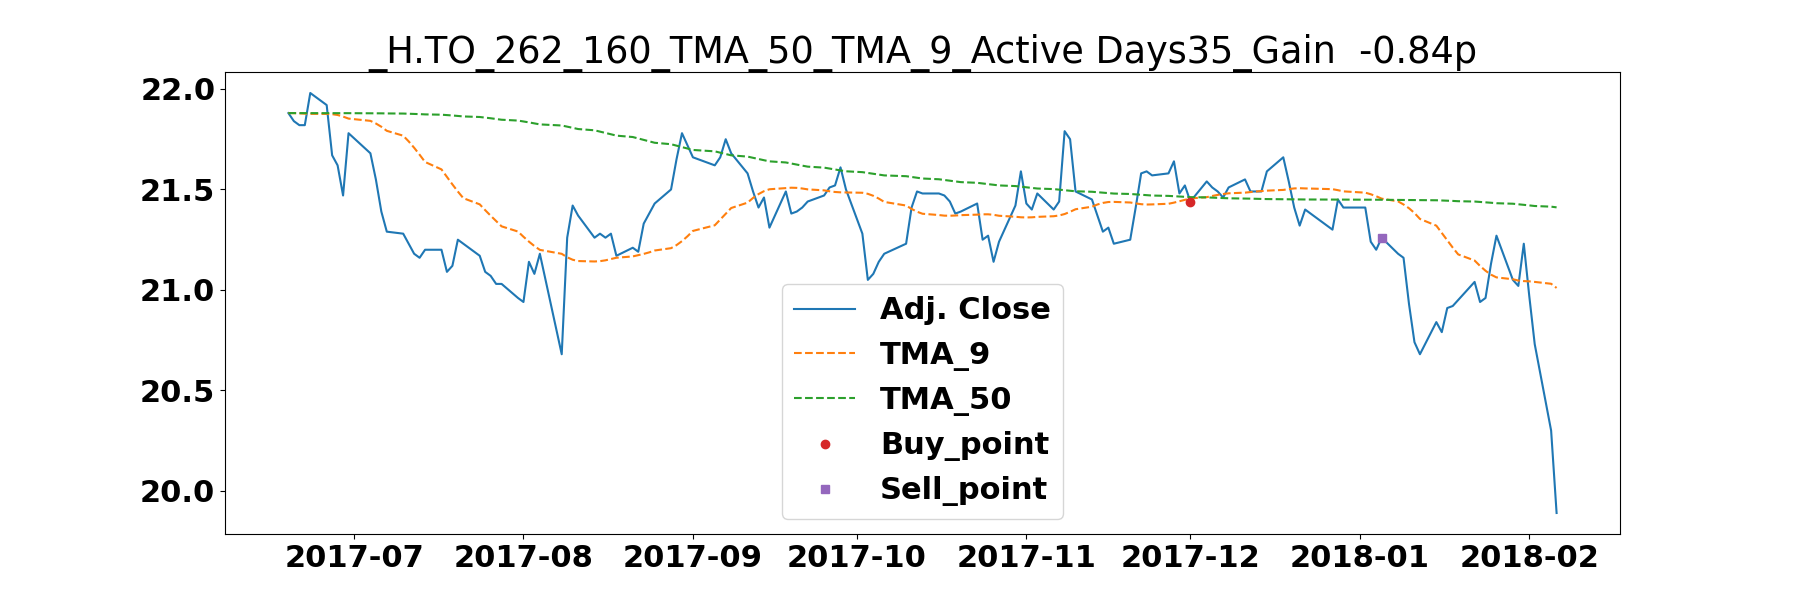 _H.TO_262_160_TMA_50_TMA_9_Active Days35_Gain  -0.84p
22.0
21.5
21.0
20.5
20.0
Adj. Close
TMA_9
TMA_50
Buy_point
Sell_point
2017-07 2017-08 2017-09 2017-10 2017-11 2017-12 2018-01 2018-02